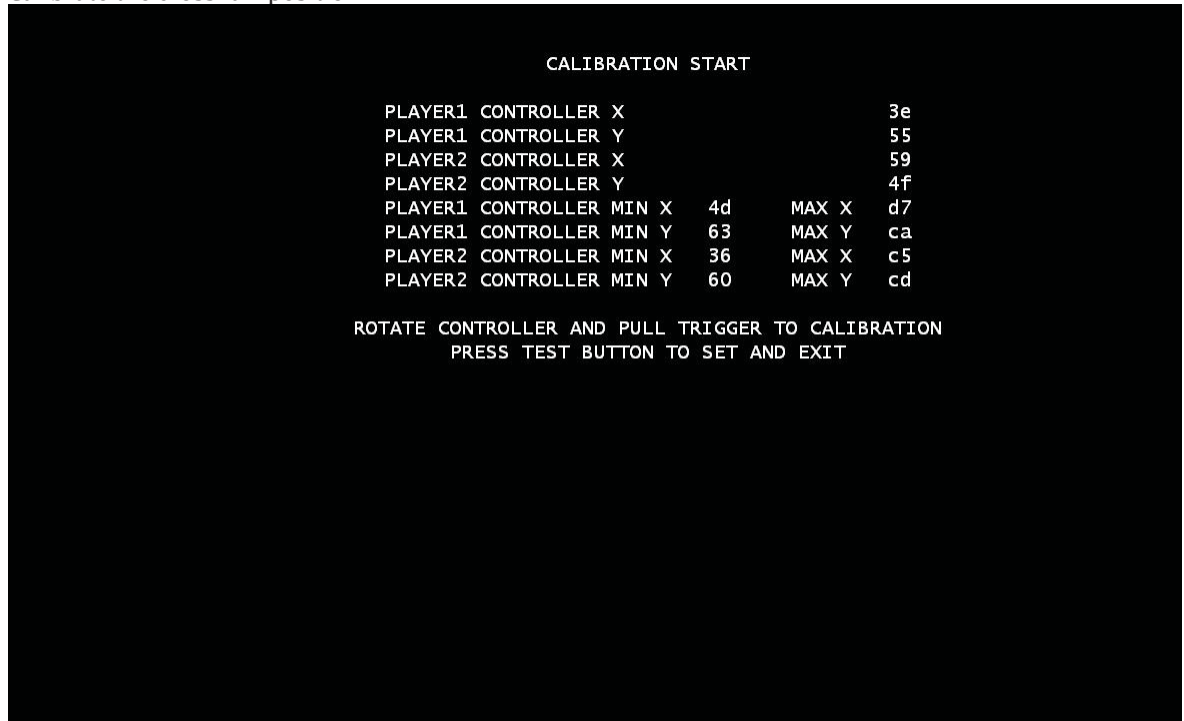 CALIBRATION START
PLAYER1 CONTROLLER X 3e
PLAYER1 CONTROLLER Y 55
PLAYER2 CONTROLLER X 59
PLAYER2 CONTROLLER Y 4f
PLAYER1 CONTROLLER MIN X 4d MAX X d7
PLAYER1 CONTROLLER MIN Y 63 MAX Y ca
PLAYER2 CONTROLLER MIN X 36 MAX X c5
PLAYER2 CONTROLLER MIN Y 60 MAX Y cd
ROTATE CONTROLLER AND PULL TRIGGER TO CALIBRATION
PRESS TEST BUTTON TO SET AND EXIT